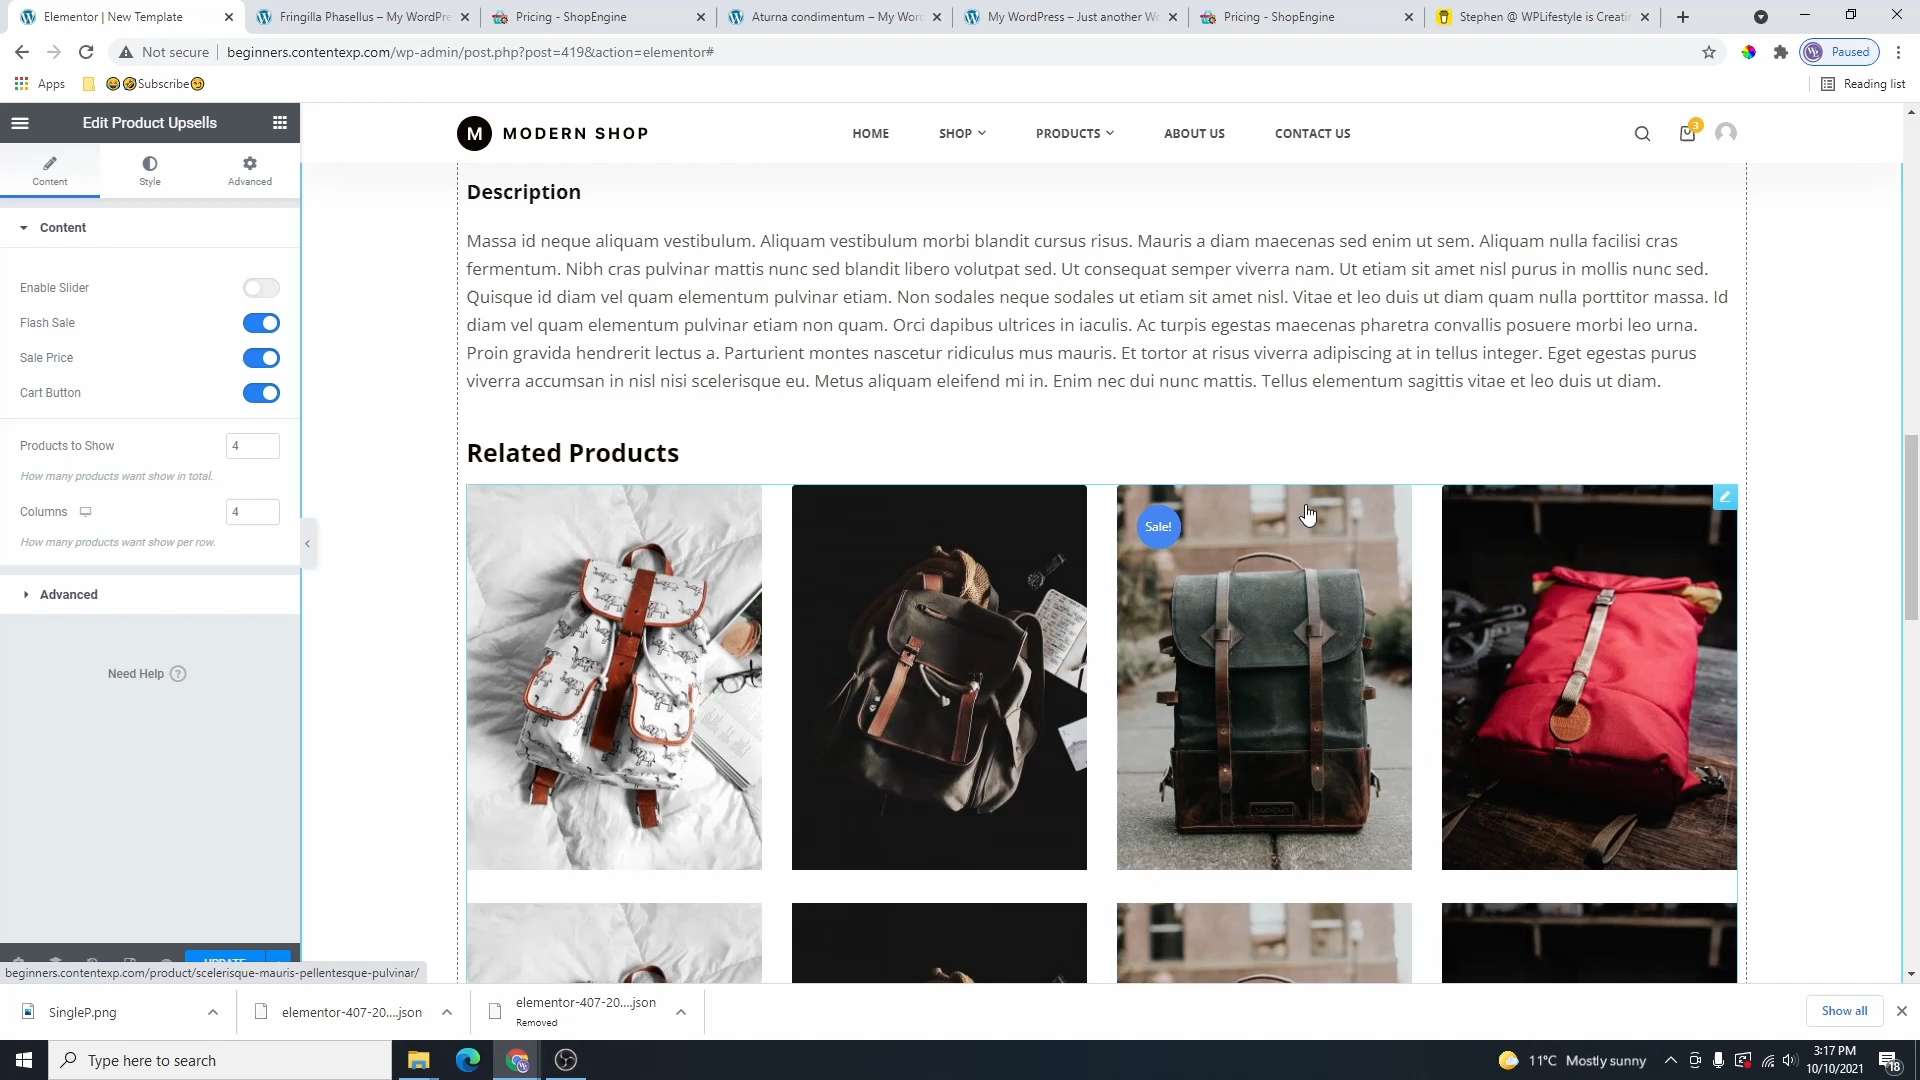 Elementor | New Template
Fringilla Phasellus – My WordPre
Pricing - ShopEngine
Aturna condimentum – My Word
My WordPress – Just another Wo
Pricing - ShopEngine
Stephen @ WPLifestyle is Creatin
Not secure
beginners.contentexp.com/wp-admin/post.php?post=419&action=elementor#
Paused
Apps
😂🤣Subscribe😊
Reading list
Edit Product Upsells
Content
Style
Advanced
Content
Enable Slider
Flash Sale
Sale Price
Cart Button
Products to Show
4
How many products want show in total.
Columns
4
How many products want show per row.
Advanced
Need Help
UPDATE
M MODERN SHOP
HOME
SHOP
PRODUCTS
ABOUT US
CONTACT US
3
Description
Massa id neque aliquam vestibulum. Aliquam vestibulum morbi blandit cursus risus. Mauris a diam maecenas sed enim ut sem. Aliquam nulla facilisi cras
fermentum. Nibh cras pulvinar mattis nunc sed blandit libero volutpat sed. Ut consequat semper viverra nam. Ut etiam sit amet nisl purus in mollis nunc sed.
Quisque id diam vel quam elementum pulvinar etiam. Non sodales neque sodales ut etiam sit amet nisl. Vitae et leo duis ut diam quam nulla porttitor massa. Id
diam vel quam elementum pulvinar etiam non quam. Orci dapibus ultrices in iaculis. Ac turpis egestas maecenas pharetra convallis posuere morbi leo urna.
Proin gravida hendrerit lectus a. Parturient montes nascetur ridiculus mus mauris. Et tortor at risus viverra adipiscing at in tellus integer. Eget egestas purus
viverra accumsan in nisl nisi scelerisque eu. Metus aliquam eleifend mi in. Enim nec dui nunc mattis. Tellus elementum sagittis vitae et leo duis ut diam.
Related Products
Sale!
beginners.contentexp.com/product/scelerisque-mauris-pellentesque-pulvinar/
SingleP.png
elementor-407-20....json
elementor-407-20....json
Removed
Show all
Type here to search
11°C Mostly sunny
3:17 PM
10/10/2021
18